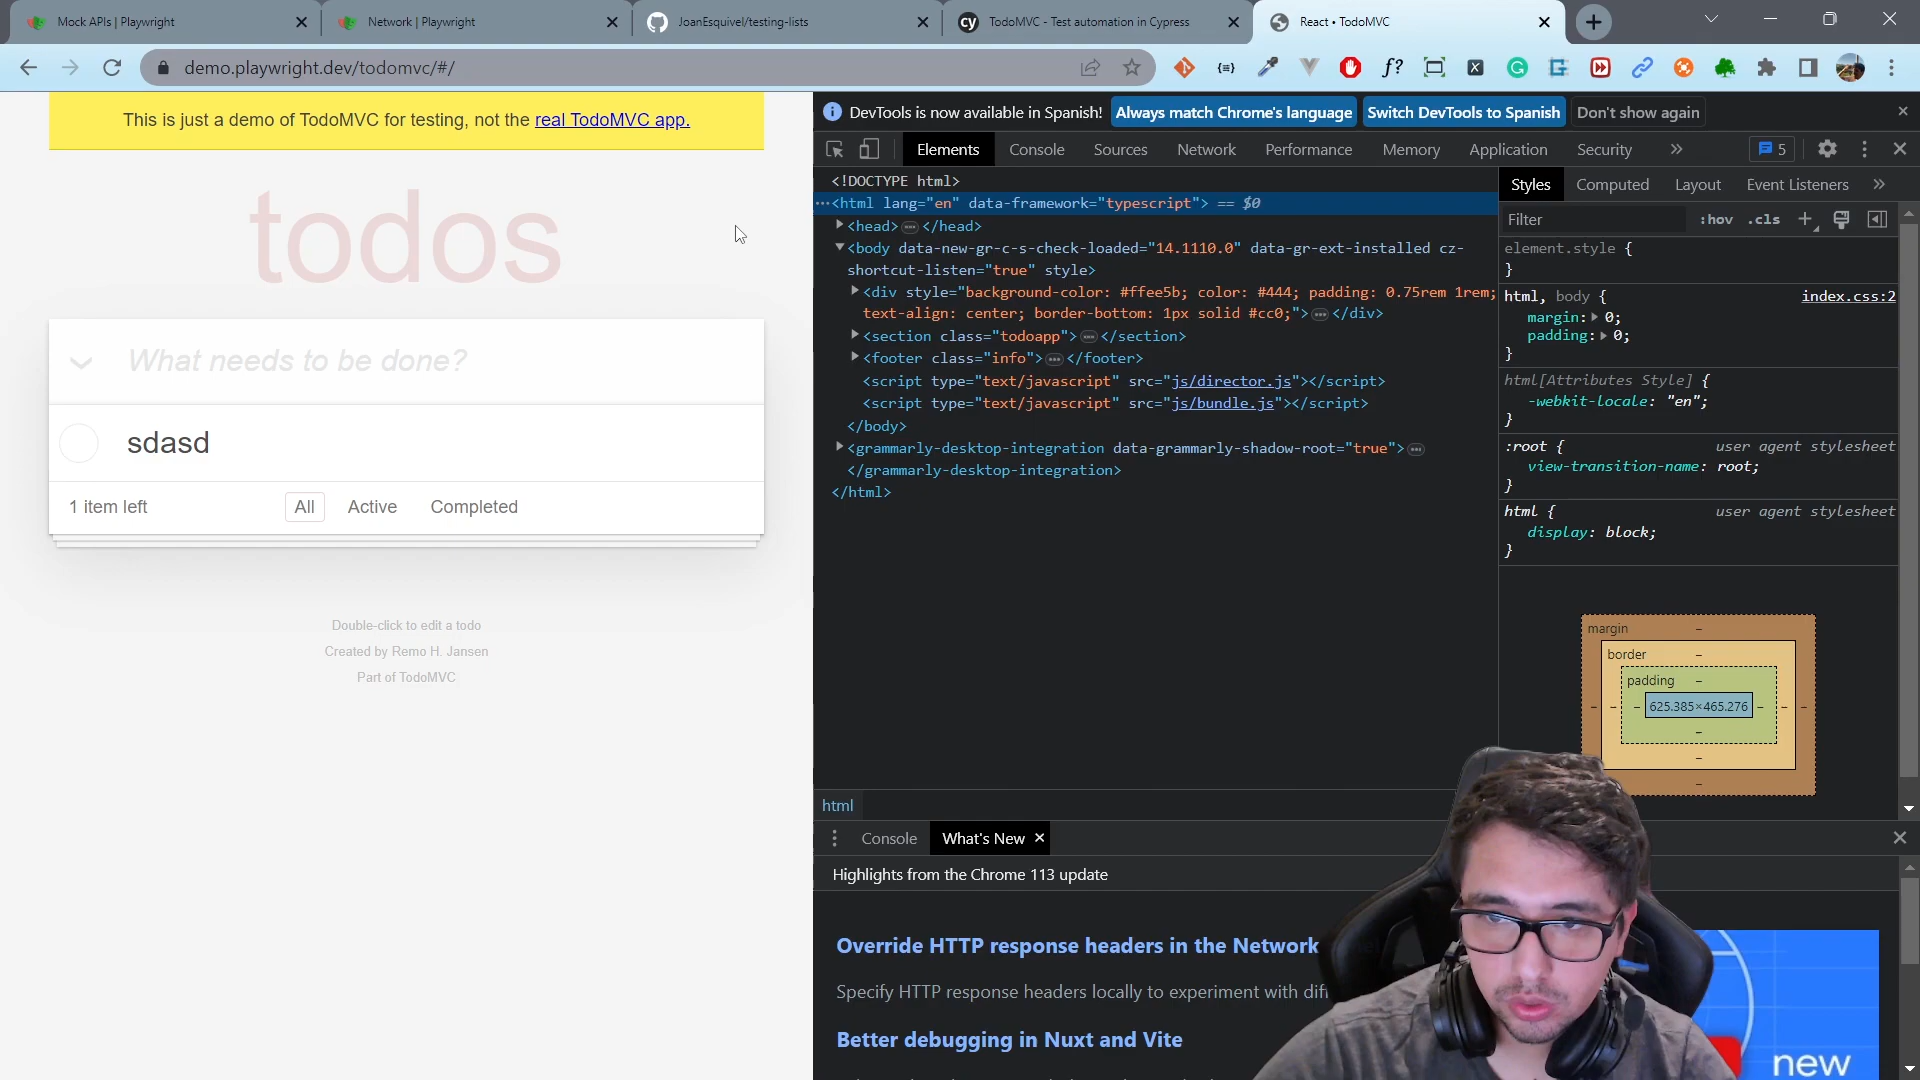 Mock APIs | Playwright
Network | Playwright
JoanEsquivel/testing-lists
TodoMVC - Test automation in Cypress
React • TodoMVC
demo.playwright.dev/todomvc/#/
This is just a demo of TodoMVC for testing, not the real TodoMVC app.
todos
What needs to be done?
sdasd
1 item left
All
Active
Completed
Double-click to edit a todo
Created by Remo H. Jansen
Part of TodoMVC
DevTools is now available in Spanish!
Always match Chrome's language
Switch DevTools to Spanish
Don't show again
Elements
Console
Sources
Network
Performance
Memory
Application
Security
5
<!DOCTYPE html>
<html lang="en" data-framework="typescript"> == $0
<head> … </head>
<body data-new-gr-c-s-check-loaded="14.1110.0" data-gr-ext-installed cz-
shortcut-listen="true" style>
<div style="background-color: #ffee5b; color: #444; padding: 0.75rem 1rem;
text-align: center; border-bottom: 1px solid #cc0;"> … </div>
<section class="todoapp"> … </section>
<footer class="info"> … </footer>
<script type="text/javascript" src="js/director.js"></script>
<script type="text/javascript" src="js/bundle.js"></script>
</body>
<grammarly-desktop-integration data-grammarly-shadow-root="true"> …
</grammarly-desktop-integration>
</html>
html
Styles
Computed
Layout
Event Listeners
Filter
:hov
.cls
element.style {
}
html, body {
index.css:2
margin: 0;
padding: 0;
}
html[Attributes Style] {
-webkit-locale: "en";
}
:root {
user agent stylesheet
view-transition-name: root;
}
html {
user agent stylesheet
display: block;
}
margin
border
padding
625.385×465.276
Console
What's New
Highlights from the Chrome 113 update
Override HTTP response headers in the Network
Specify HTTP response headers locally to experiment with
Better debugging in Nuxt and Vite
new